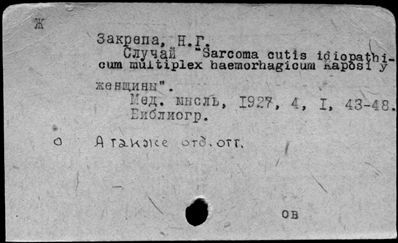 Ж
Закрепа, Н.Г.
Случай "Sarcoma cutis idiopathi-
cum multiplex haemorhagicum Kaposi у
женщины".
Мед. мысль, 1927, 4, I, 43-48.
Библиогр.
О А также отд. отт.
ов